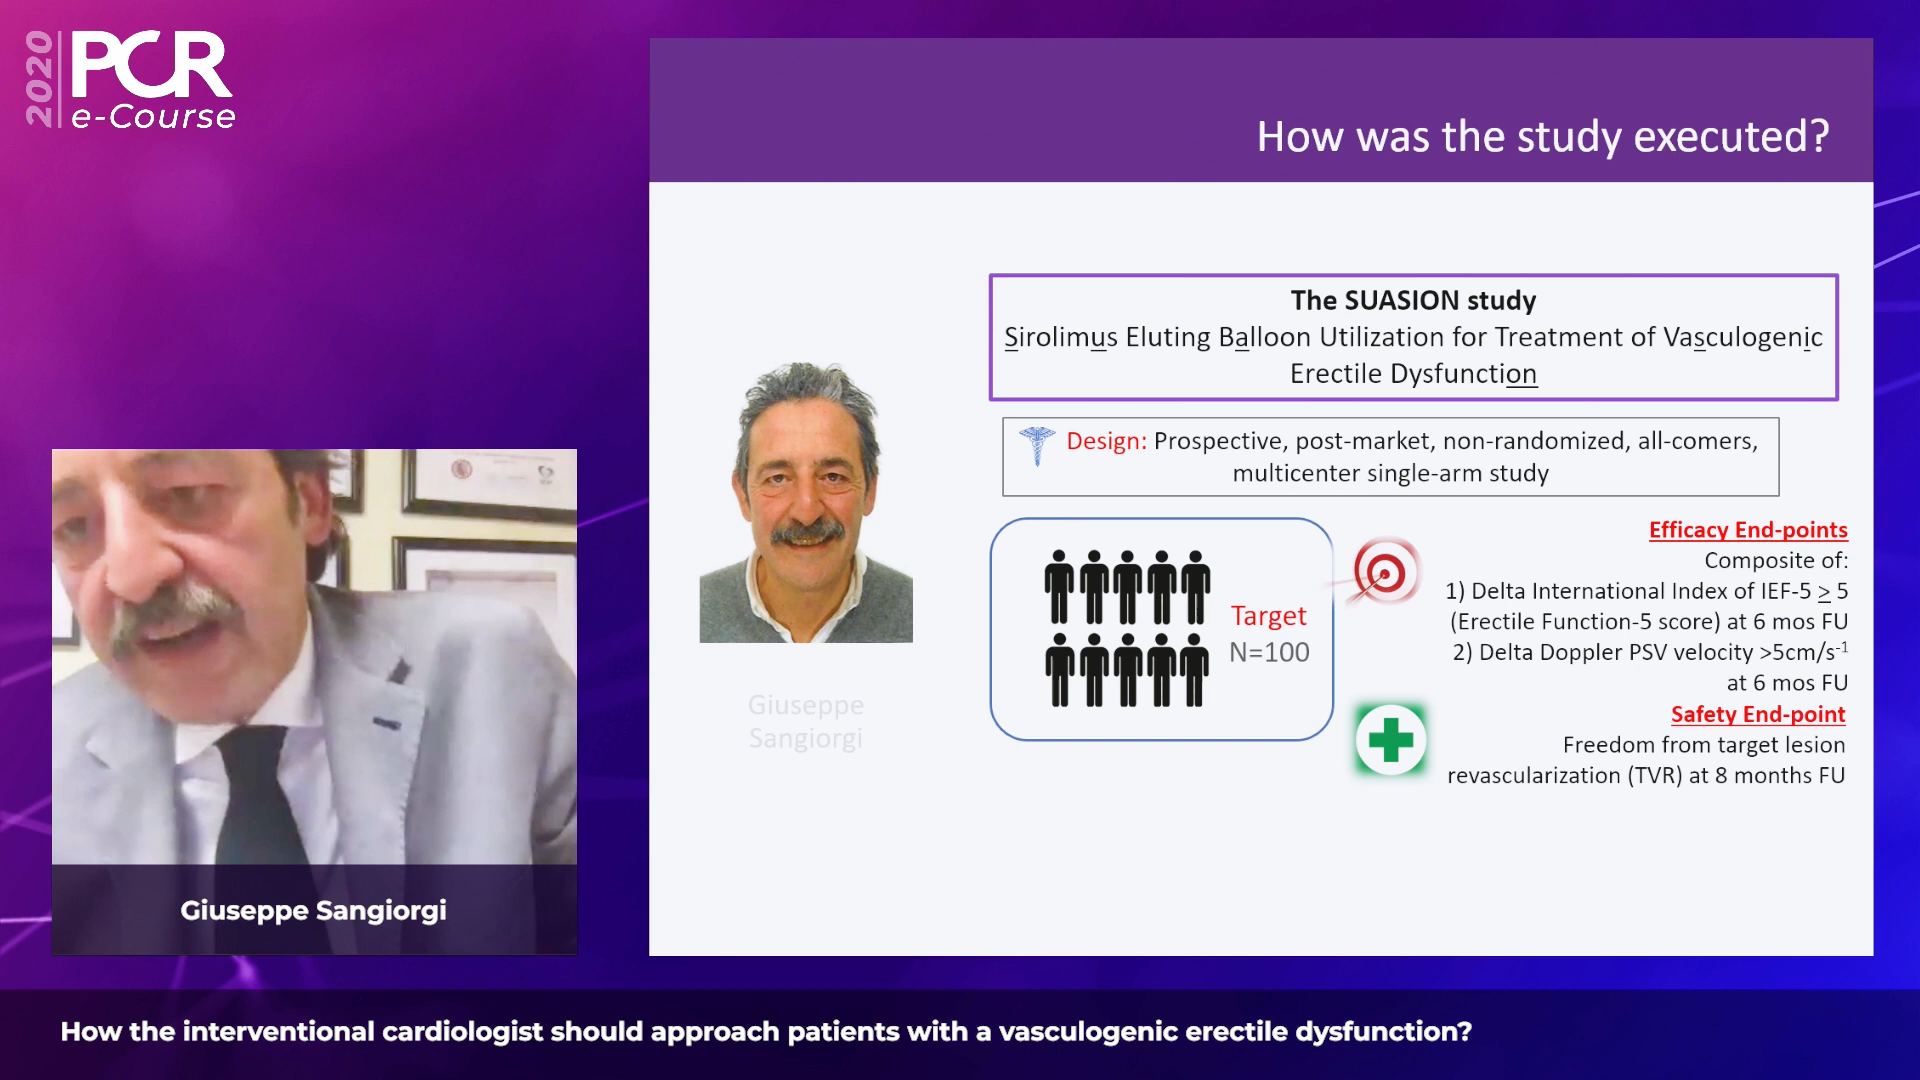 2020
PCR
e-Course
How was the study executed?
The SUASION study
Sirolimus Eluting Balloon Utilization for Treatment of Vasculogenic
Erectile Dysfunction
Design: Prospective, post-market, non-randomized, all-comers,
multicenter single-arm study
Target
N=100
Efficacy End-points
Composite of:
1) Delta International Index of IEF-5 ≥ 5
(Erectile Function-5 score) at 6 mos FU
2) Delta Doppler PSV velocity >5cm/s⁻¹
at 6 mos FU
Safety End-point
Freedom from target lesion
revascularization (TVR) at 8 months FU
Giuseppe
Sangiorgi
Giuseppe Sangiorgi
How the interventional cardiologist should approach patients with a vasculogenic erectile dysfunction?